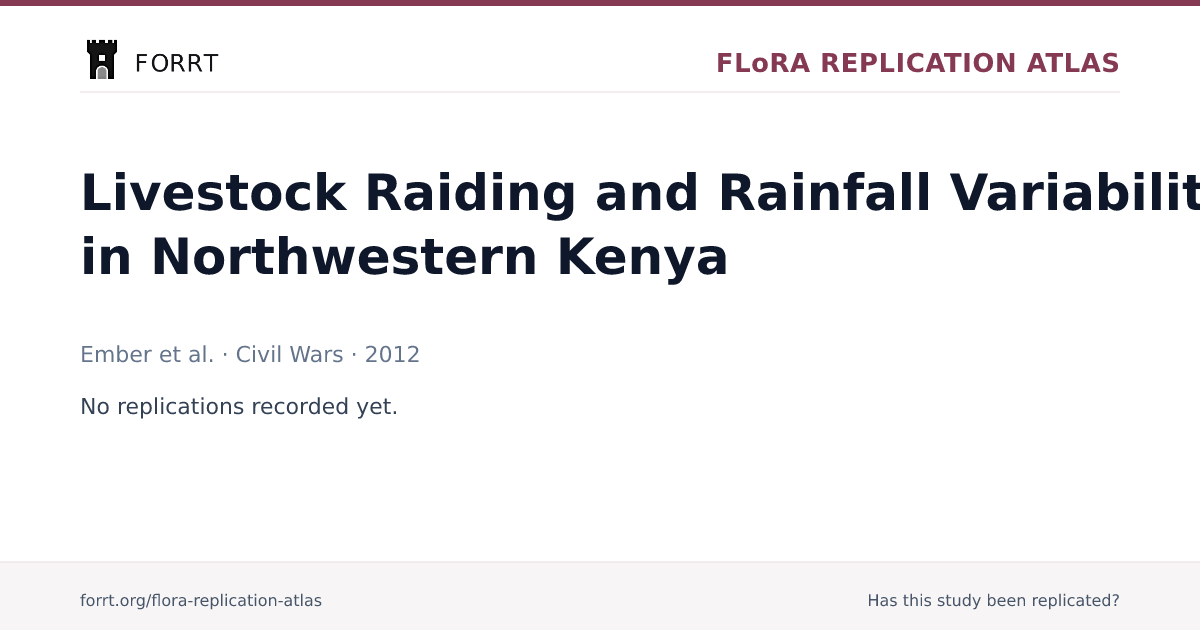 FORRT
FLoRA REPLICATION ATLAS
Livestock Raiding and Rainfall Variabilit
in Northwestern Kenya
Ember et al. · Civil Wars · 2012
No replications recorded yet.
forrt.org/flora-replication-atlas
Has this study been replicated?